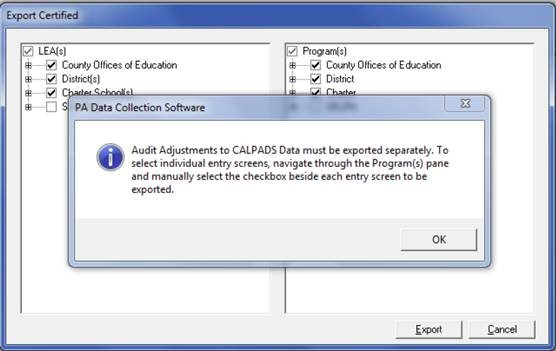 Export Certified
LEA(s)
County Offices of Education
District(s)
Charter School(s)
S
Program(s)
County Offices of Education
District
Charter
PA Data Collection Software
Audit Adjustments to CALPADS Data must be exported separately. To
select individual entry screens, navigate through the Program(s) pane
and manually select the checkbox beside each entry screen to be
exported.
OK
Export
Cancel